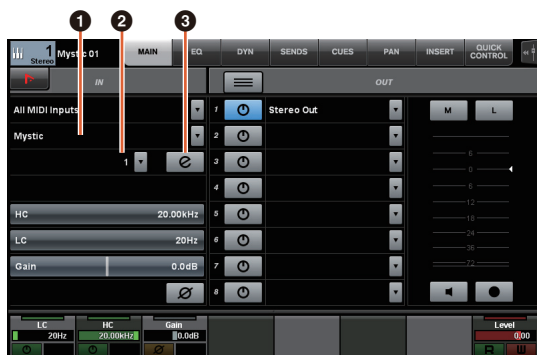 1 2 3
1 Stereo Mystic 01 MAIN EQ DYN SENDS CUES PAN INSERT QUICK CONTROL
IN OUT
All MIDI Inputs 1 Stereo Out M L
Mystic 2
1 e 3
6
0
4 6
12
HC 20.00kHz 5 18
24
LC 20Hz 6 36
Gain 0.0dB 7 72
Ø 8
LC HC Gain Level
20Hz 20.00kHz 0.0dB 0.00
R W